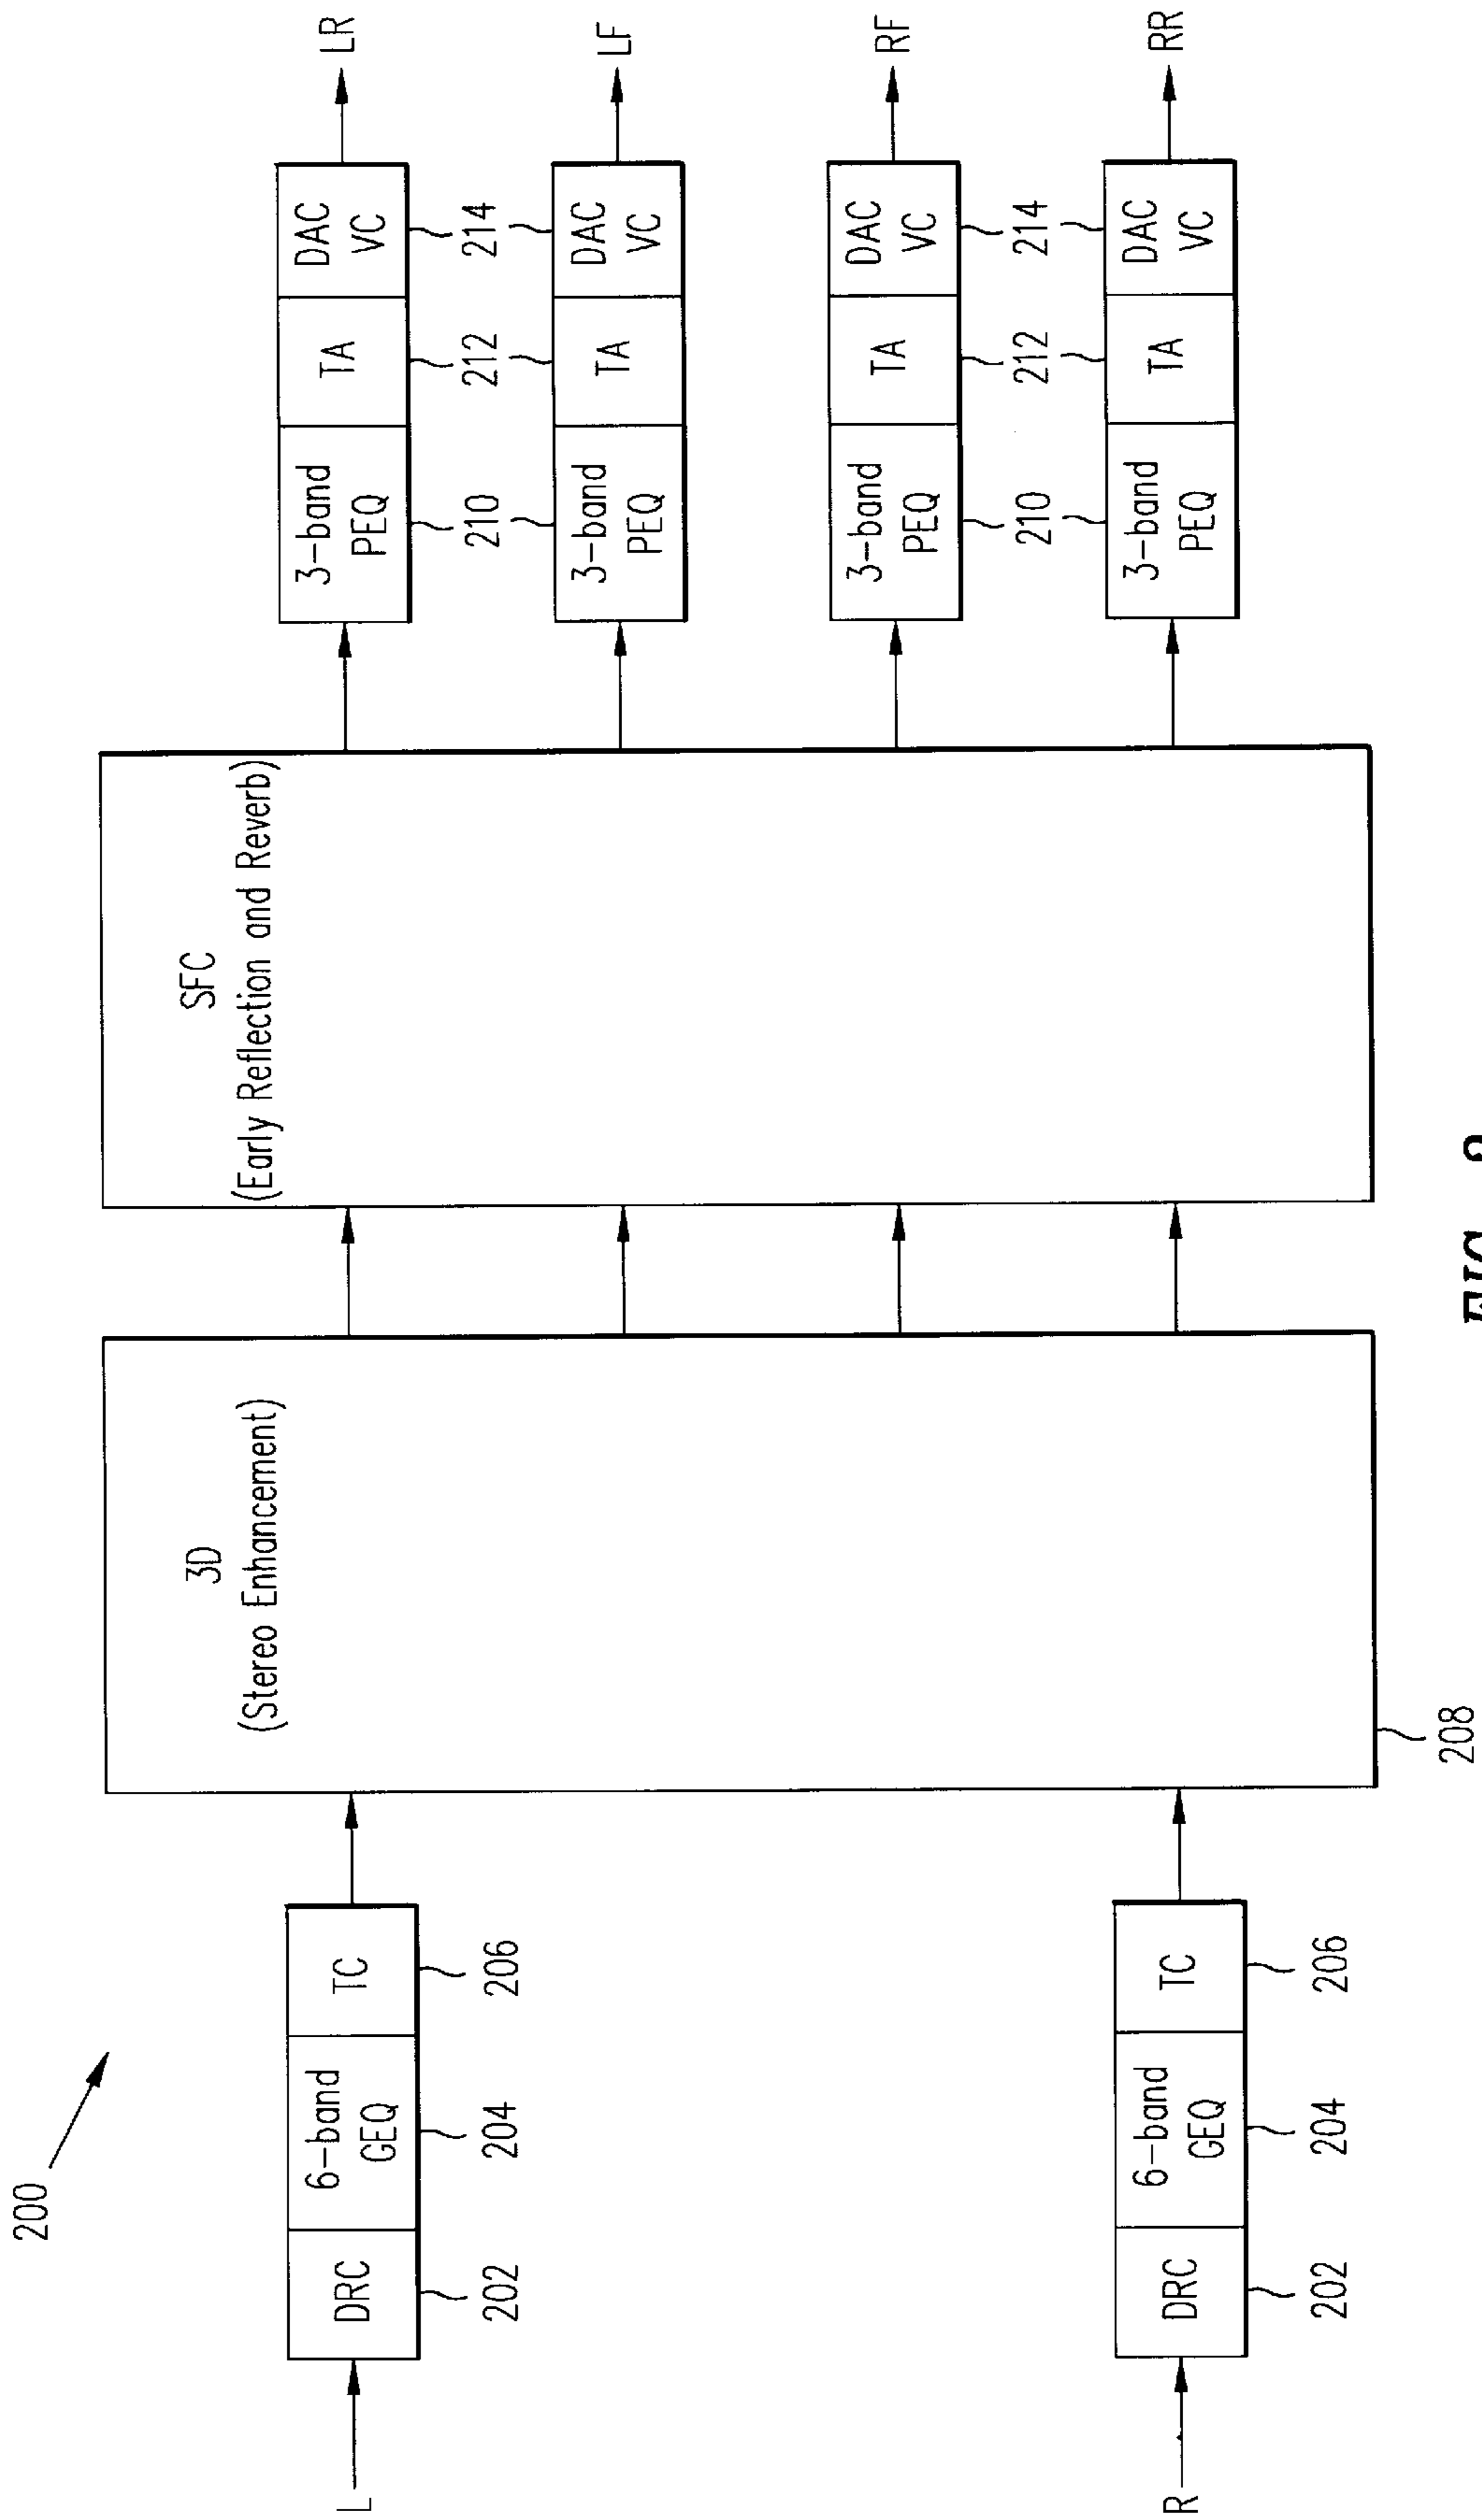 200
L
DRC
6-band
GEQ
TC
202
204
206
R
DRC
6-band
GEQ
TC
202
204
206
3D
(Stereo Enhancement)
208
SFC
(Early Reflection and Reverb)
3-band
PEQ
TA
DAC
VC
LR
210
212
214
3-band
PEQ
TA
DAC
VC
LF
3-band
PEQ
TA
DAC
VC
RF
210
212
214
3-band
PEQ
TA
DAC
VC
RR